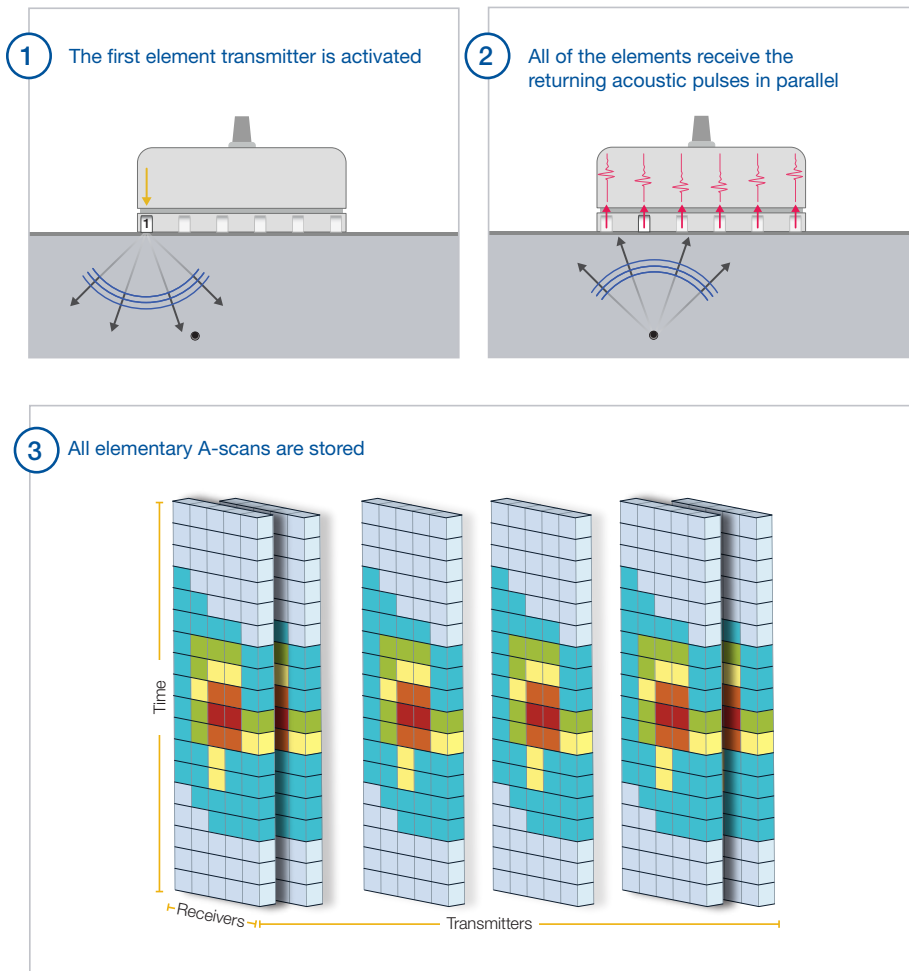 1
The first element transmitter is activated
1
2
All of the elements receive the
returning acoustic pulses in parallel
3
All elementary A-scans are stored
Time
Receivers
Transmitters